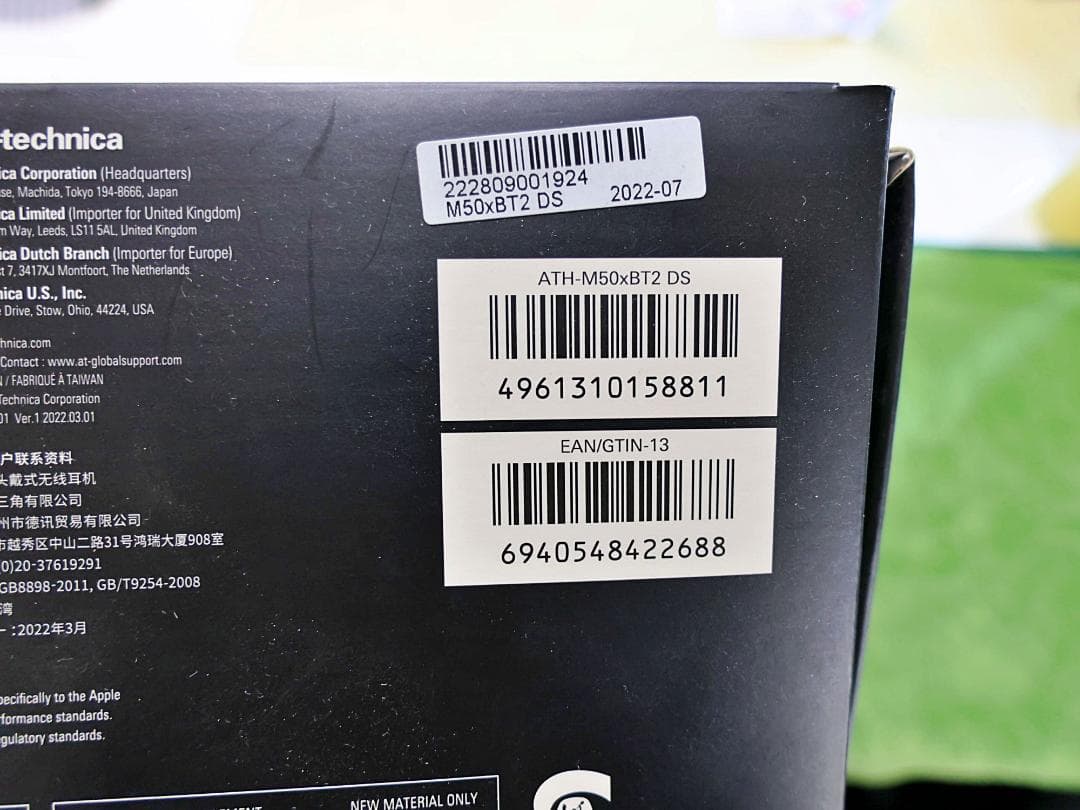 -technica
ica Corporation (Headquarters)
se, Machida, Tokyo 194-8666, Japan
ica Limited (Importer for United Kingdom)
m Way, Leeds, LS11 5AL, United Kingdom
ica Dutch Branch (Importer for Europe)
st 7, 3417XJ Montfoort, The Netherlands
nica U.S., Inc.
e Drive, Stow, Ohio, 44224, USA
hnica.com
Contact : www.at-globalsupport.com
N / FABRIQUÉ À TAIWAN
Technica Corporation
01 Ver.1 2022.03.01
户联系资料
头戴式无线耳机
三角有限公司
州市德讯贸易有限公司
市越秀区中山二路31号鸿瑞大厦908室
0)20-37619291
GB8898-2011, GB/T9254-2008
湾
一 :2022年3月
pecifically to the Apple
rformance standards.
egulatory standards.
EMENT
NEW MATERIAL ONLY
222809001924
M50xBT2 DS 2022-07
ATH-M50xBT2 DS
4961310158811
EAN/GTIN-13
6940548422688